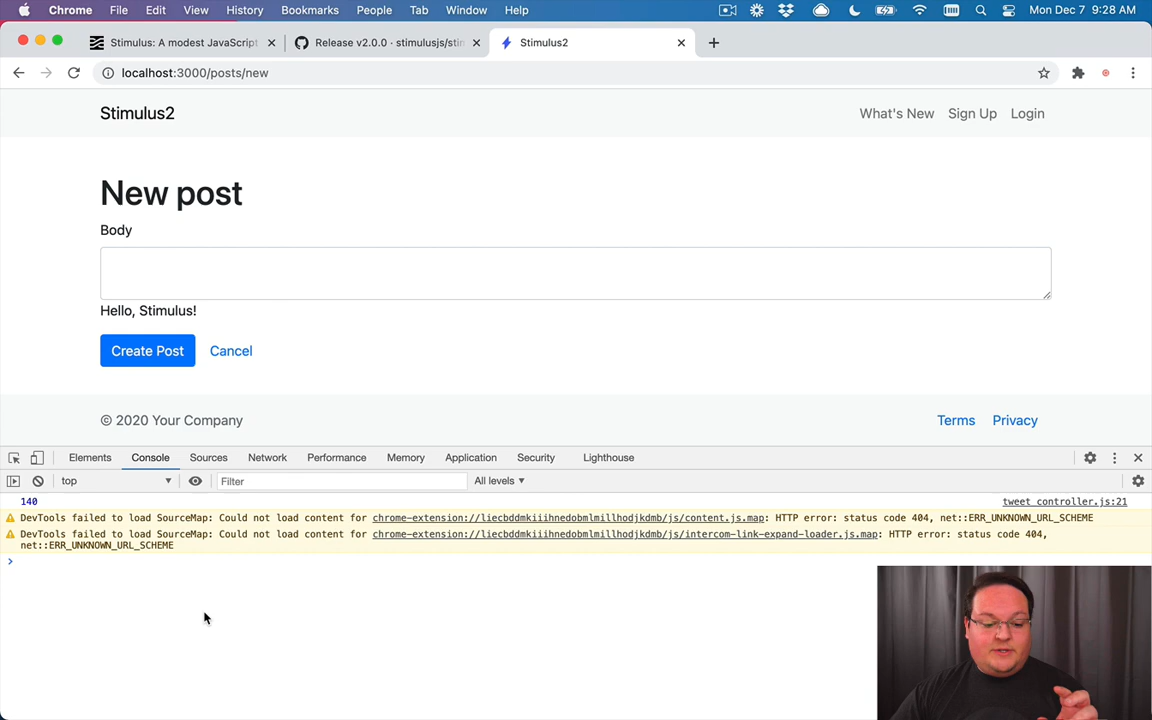 Chrome File Edit View History Bookmarks People Tab Window Help Mon Dec 7 9:28 AM
Stimulus: A modest JavaScript Release v2.0.0 · stimulusjs/stim Stimulus2
localhost:3000/posts/new
Stimulus2 What's New Sign Up Login
New post
Body
Hello, Stimulus!
Create Post Cancel
© 2020 Your Company Terms Privacy
Elements Console Sources Network Performance Memory Application Security Lighthouse
top Filter All levels
140 tweet_controller.js:21
DevTools failed to load SourceMap: Could not load content for chrome-extension://liecbddmkiiihnedobmlmillhodjkdmb/js/content.js.map: HTTP error: status code 404, net::ERR_UNKNOWN_URL_SCHEME
DevTools failed to load SourceMap: Could not load content for chrome-extension://liecbddmkiiihnedobmlmillhodjkdmb/js/intercom-link-expand-loader.js.map: HTTP error: status code 404,
net::ERR_UNKNOWN_URL_SCHEME